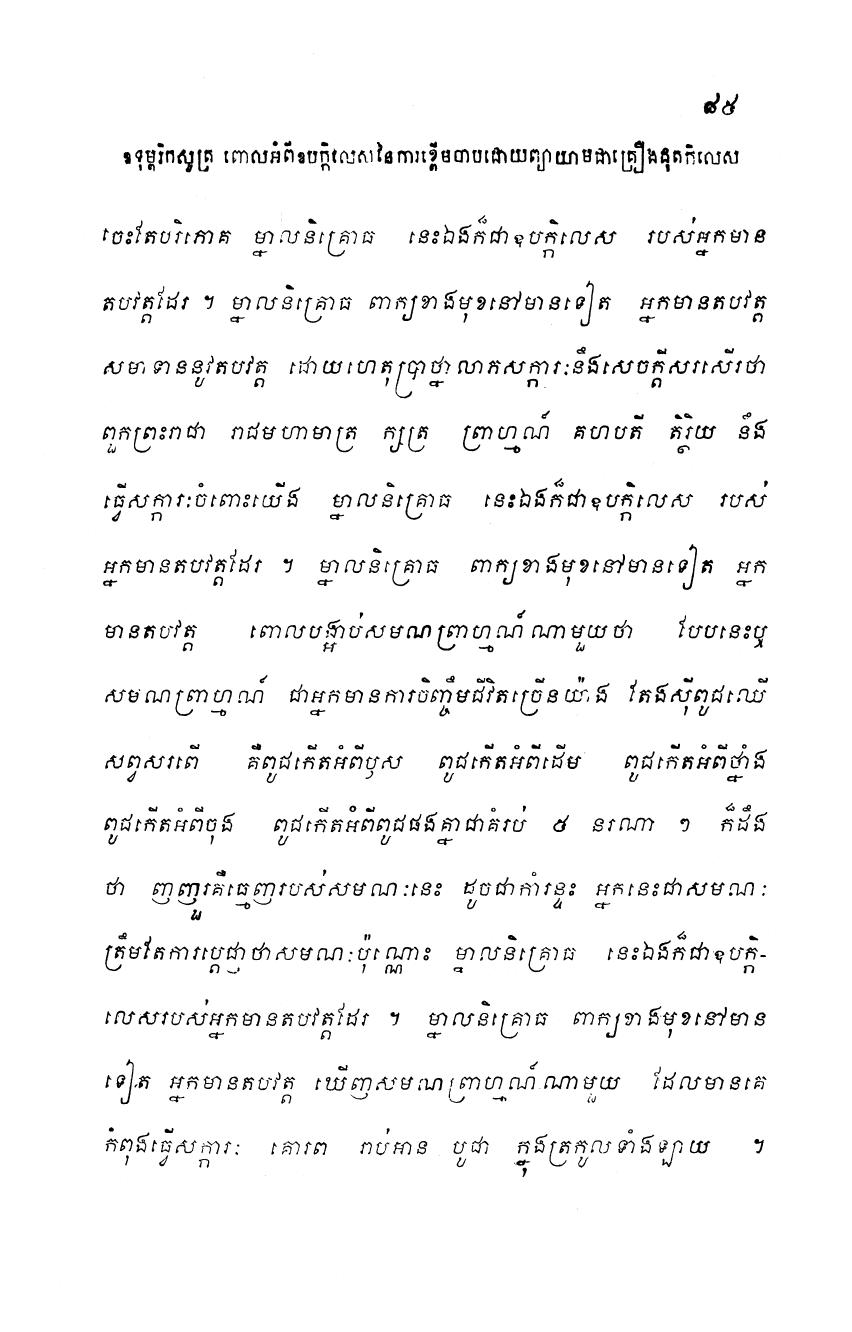 ៨៥
ឧទុម្ពរិកសូត្រ ពោលអំពីឧបក្កិលេសនៃការខ្ពើមបាបដោយព្យាយាមជាគ្រឿងដុតកិលេស
ចេះតែបរិភោគ ម្នាលនិគ្រោធ នេះឯងក៏ជាឧបក្កិលេស របស់អ្នកមាន
តបវត្តដែរ ។ ម្នាលនិគ្រោធ ពាក្យខាងមុខនៅមានទៀត អ្នកមានតបវត្ត
សមាទាននូវតបវត្ត ដោយហេតុប្រាថ្នាលាភសក្ការៈនឹងសេចក្តីសរសើរថា
ពួកព្រះរាជា រាជមហាមាត្រ ក្សត្រ ព្រាហ្មណ៍ គហបតី តិរ្ថិយ នឹង
ធ្វើសក្ការៈចំពោះយើង ម្នាលនិគ្រោធ នេះឯងក៏ជាឧបក្កិលេស របស់
អ្នកមានតបវត្តដែរ ។ ម្នាលនិគ្រោធ ពាក្យខាងមុខនៅមានទៀត អ្នក
មានតបវត្ត ពោលបង្អាប់សមណព្រាហ្មណ៍ណាមួយថា បែបនេះឬ
សមណព្រាហ្មណ៍ ជាអ្នកមានការចិញ្ចឹមជីវិតច្រើនយ៉ាង តែងស៊ីពូជឈើ
សព្វសារពើ គឺពូជកើតអំពីឫស ពូជកើតអំពីដើម ពូជកើតអំពីថ្នាំង
ពូជកើតអំពីចុង ពូជកើតអំពីពូជផងគ្នាជាគំរប់ ៥ នរណា ៗ ក៏ដឹង
ថា ញញួរគឺធ្មេញរបស់សមណៈនេះ ដូចជាកាំរន្ទះ អ្នកនេះជាសមណៈ
ត្រឹមតែការប្តេជ្ញាថាសមណៈប៉ុណ្ណោះ ម្នាលនិគ្រោធ នេះឯងក៏ជាឧបក្កិ-
លេសរបស់អ្នកមានតបវត្តដែរ ។ ម្នាលនិគ្រោធ ពាក្យខាងមុខនៅមាន
ទៀត អ្នកមានតបវត្ត ឃើញសមណព្រាហ្មណ៍ណាមួយ ដែលមានគេ
កំពុងធ្វើសក្ការៈ គោរព រាប់អាន បូជា ក្នុងត្រកូលទាំងឡាយ ។